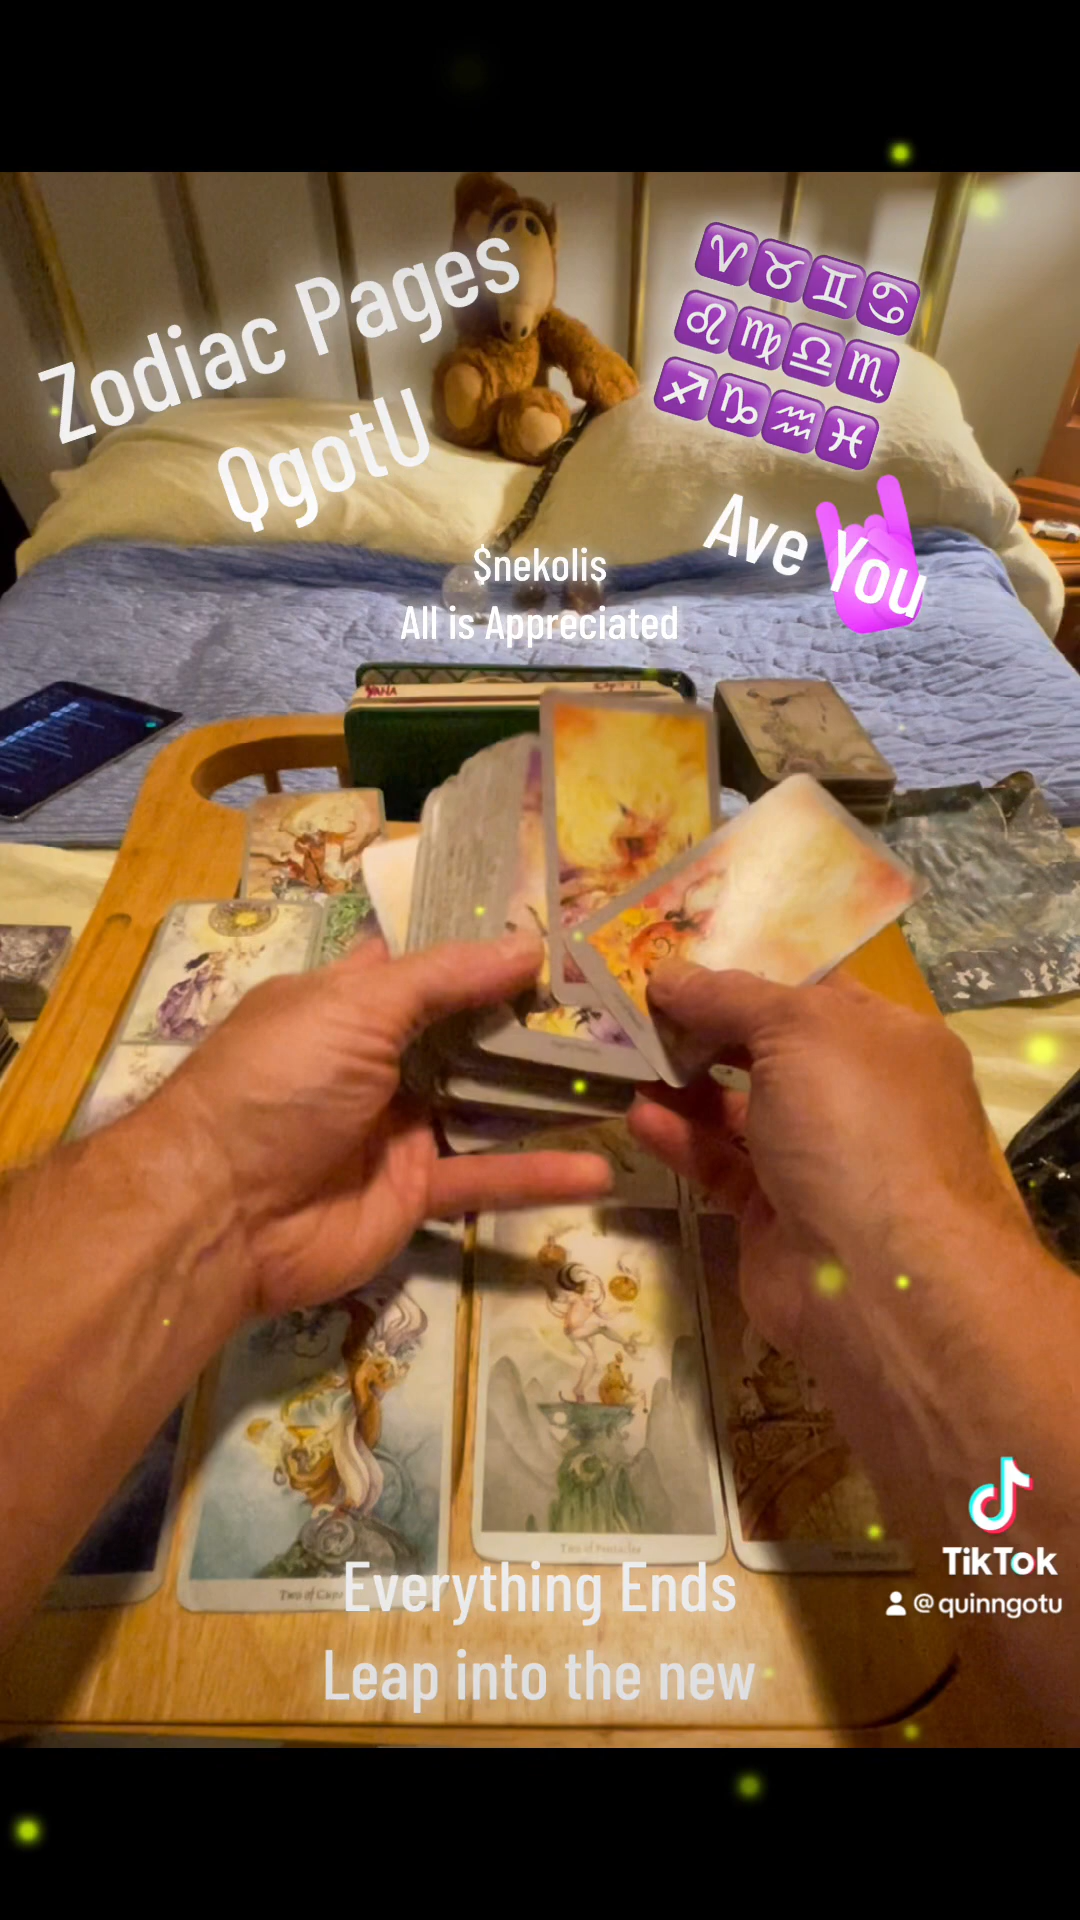 Zodiac Pages
QgotU
♈♉♊♋
♌♍♎♏
♐♑♒♓
Ave You
$nekolis
All is Appreciated
Two of Pentacles
Two of Cups
Everything Ends
Leap into the new
TikTok
@quinngotu